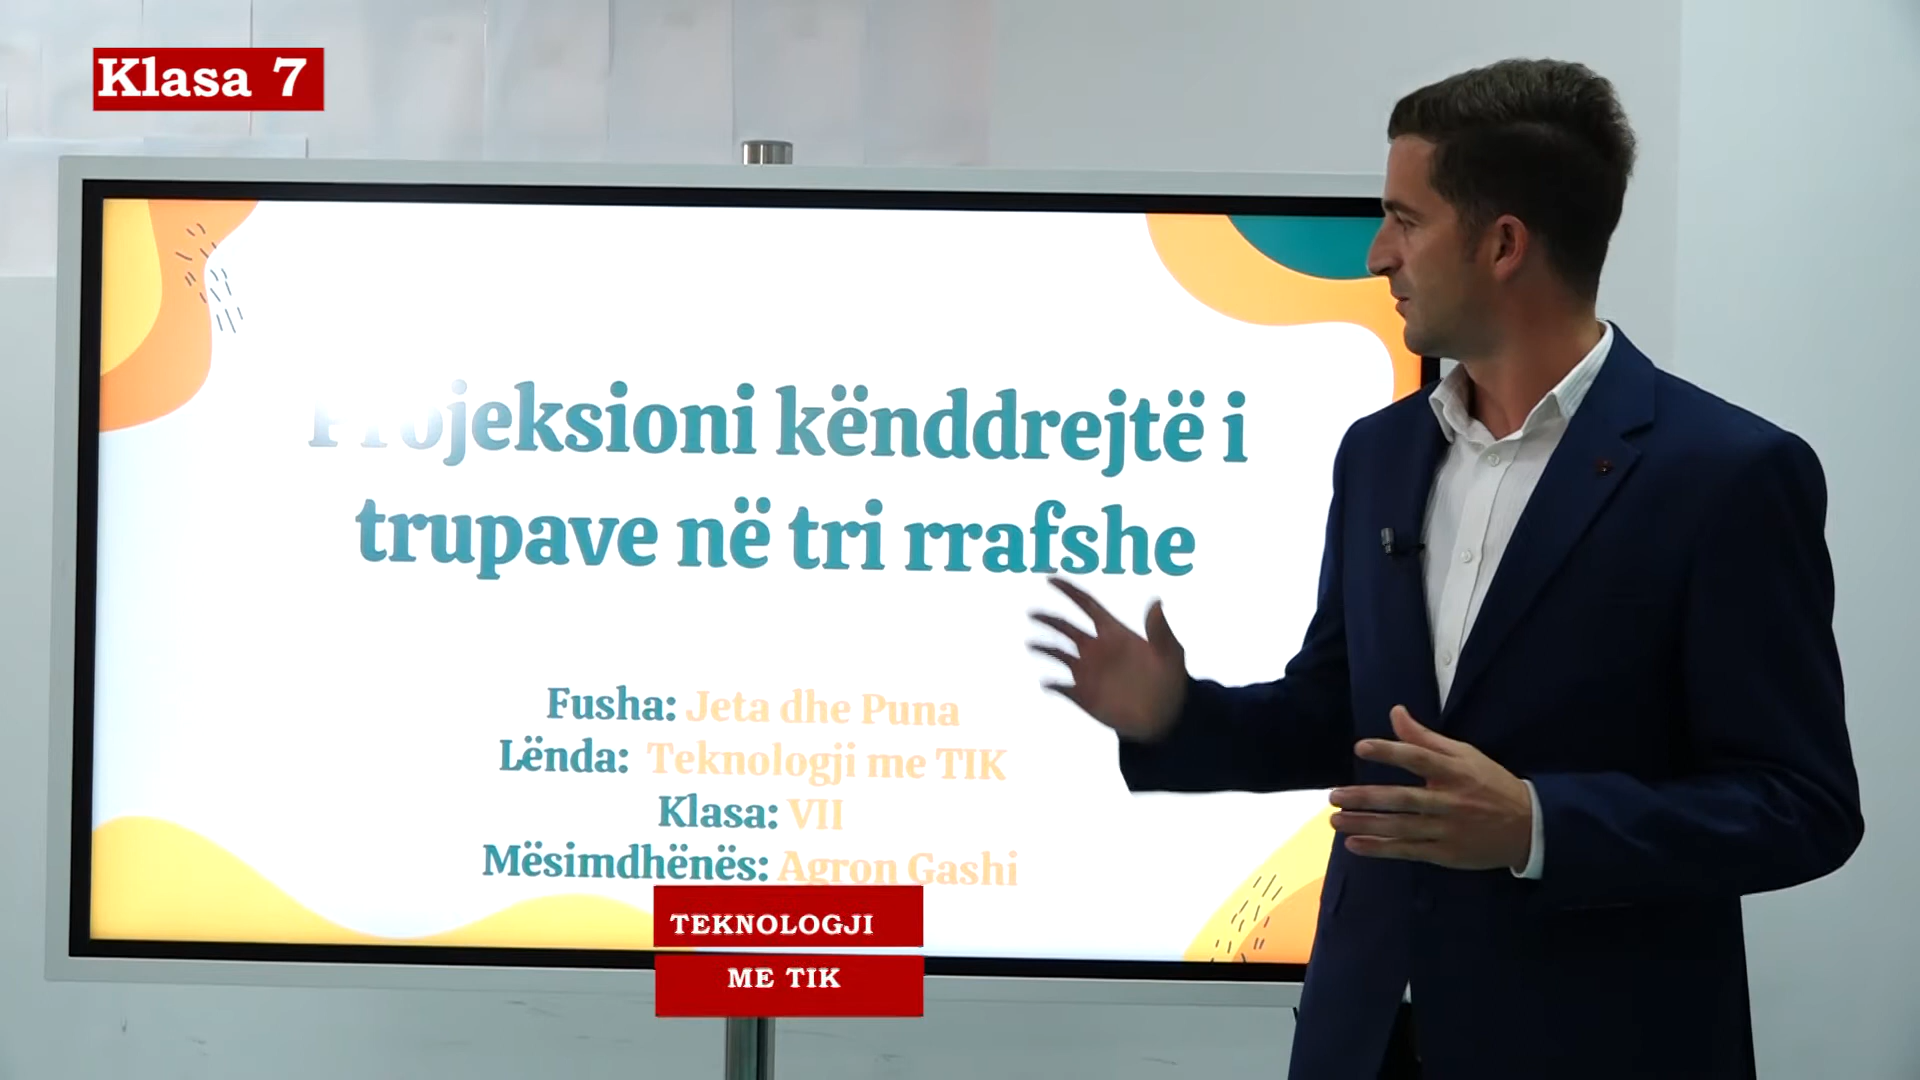 Klasa 7
Projeksioni kënddrejtë i
trupave në tri rrafshe
Fusha: Jeta dhe Puna
Lënda: Teknologji me TIK
Klasa: VII
Mësimdhënës: Agron Gashi
TEKNOLOGJI
ME TIK